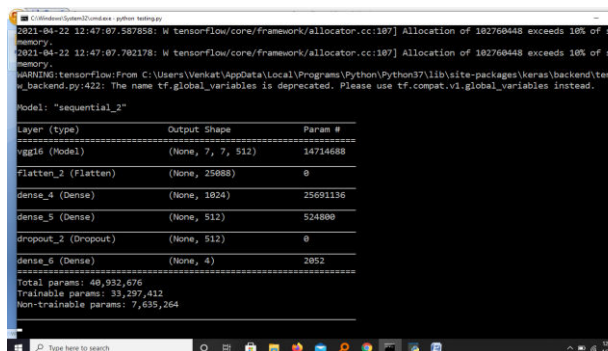 C:\Windows\System32\cmd.exe - python testing.py
2021-04-22 12:47:07.587858: W tensorflow/core/framework/allocator.cc:107] Allocation of 102760448 exceeds 10% of
memory.
2021-04-22 12:47:07.702178: W tensorflow/core/framework/allocator.cc:107] Allocation of 102760448 exceeds 10% of
memory.
WARNING:tensorflow:From C:\Users\Venkat\AppData\Local\Programs\Python\Python37\lib\site-packages\keras\backend\ten
w_backend.py:422: The name tf.global_variables is deprecated. Please use tf.compat.v1.global_variables instead.
Model: "sequential_2"
Layer (type) Output Shape Param #
vgg16 (Model) (None, 7, 7, 512) 14714688
flatten_2 (Flatten) (None, 25088) 0
dense_4 (Dense) (None, 1024) 25691136
dense_5 (Dense) (None, 512) 524800
dropout_2 (Dropout) (None, 512) 0
dense_6 (Dense) (None, 4) 2052
Total params: 40,932,676
Trainable params: 33,297,412
Non-trainable params: 7,635,264
Type here to search